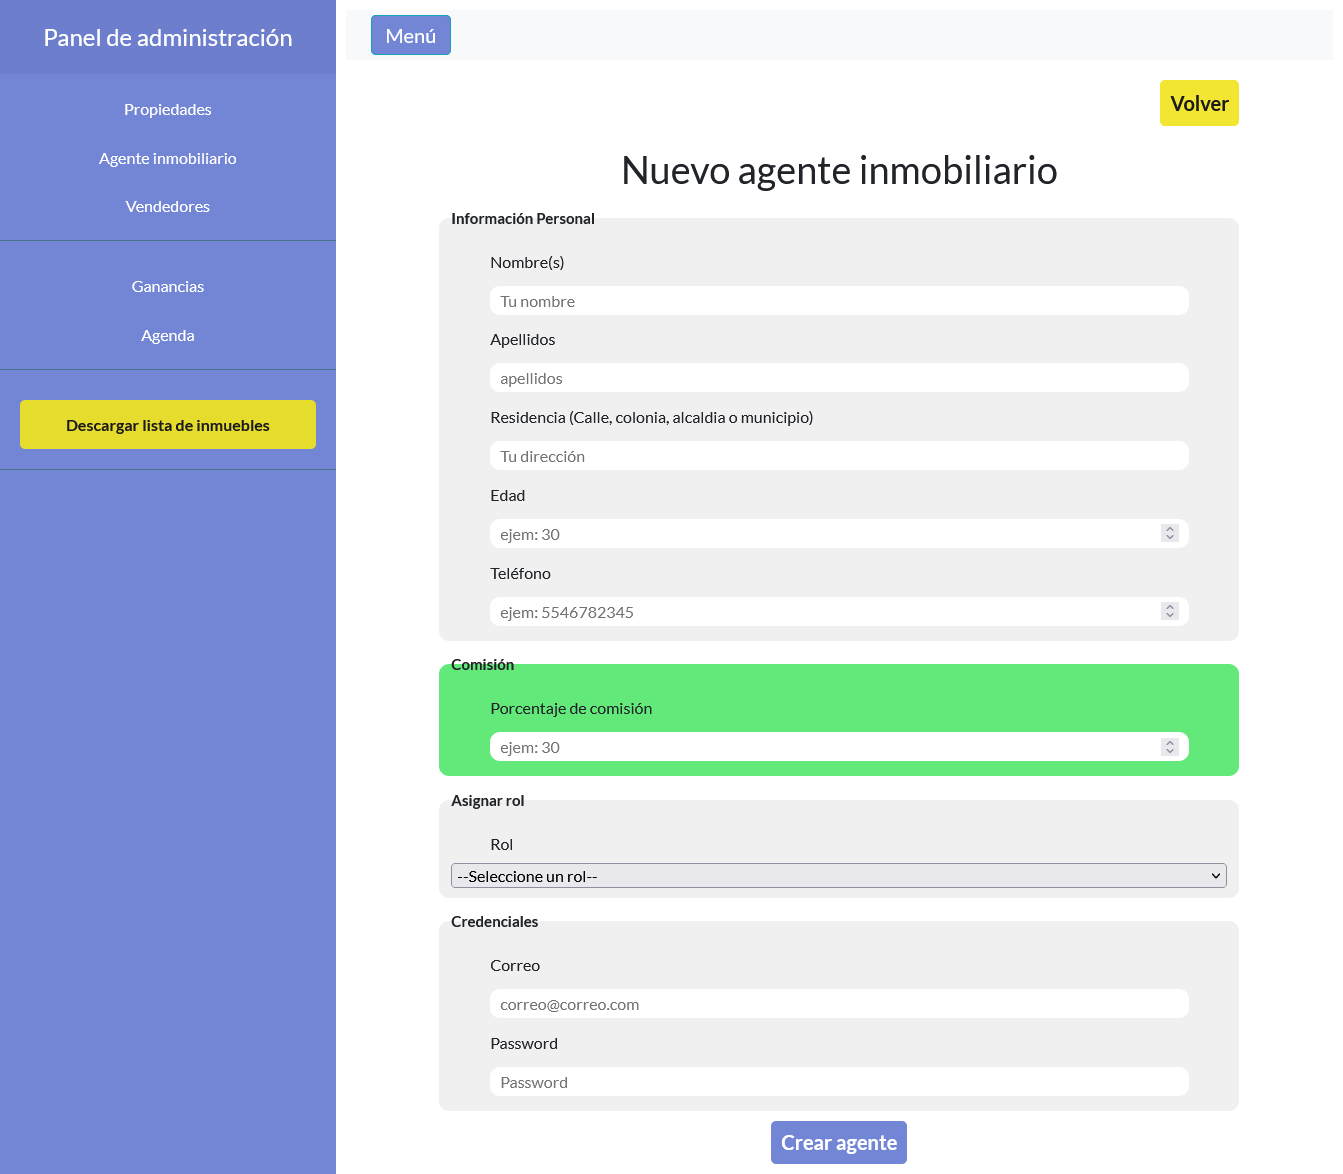 Panel de administración
Propiedades
Agente inmobiliario
Vendedores
Ganancias
Agenda
Descargar lista de inmuebles
Menú
Volver
Nuevo agente inmobiliario
Información Personal
Nombre(s)
Tu nombre
Apellidos
apellidos
Residencia (Calle, colonia, alcaldia o municipio)
Tu dirección
Edad
ejem: 30
Teléfono
ejem: 5546782345
Comisión
Porcentaje de comisión
ejem: 30
Asignar rol
Rol
--Seleccione un rol--
Credenciales
Correo
correo@correo.com
Password
Password
Crear agente